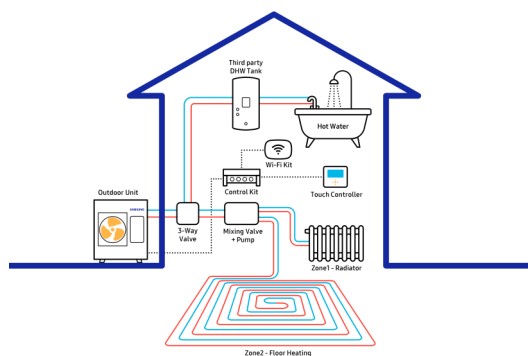 Third party
DHW Tank
Hot Water
Wi-Fi Kit
Control Kit
Touch Controller
Outdoor Unit
SAMSUNG
3-Way
Valve
Mixing Valve
+ Pump
Zone1 - Radiator
Zone2 - Floor Heating